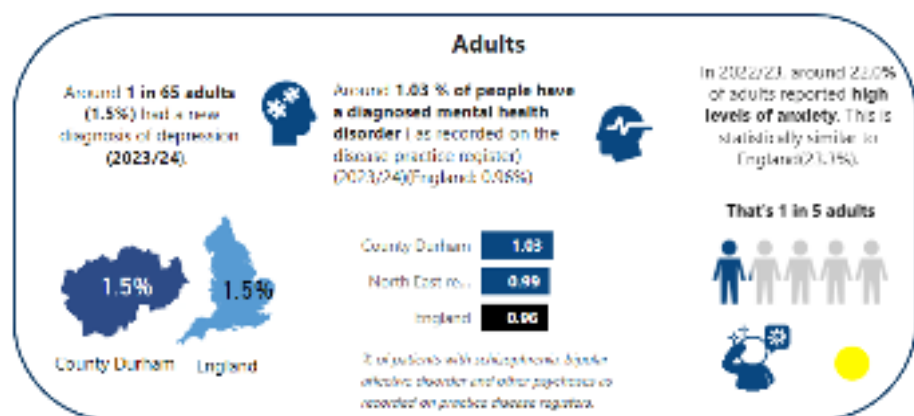 Adults
Around 1 in 65 adults
(1.5%) had a new
diagnosis of depression
(2023/24).
Around 1.03 % of people have
a diagnosed mental health
disorder ( as recorded on the
disease practice register)
(2023/24)(England: 0.96%)
In 2022/23, around 22.0%
of adults reported high
levels of anxiety. This is
statistically similar to
England(23.3%).
That's 1 in 5 adults
1.5%
1.5%
County Durham
England
County Durham 1.03
North East re... 0.99
England 0.96
% of patients with schizophrenia, bipolar
affective disorder and other psychoses as
recorded on practice disease registers.